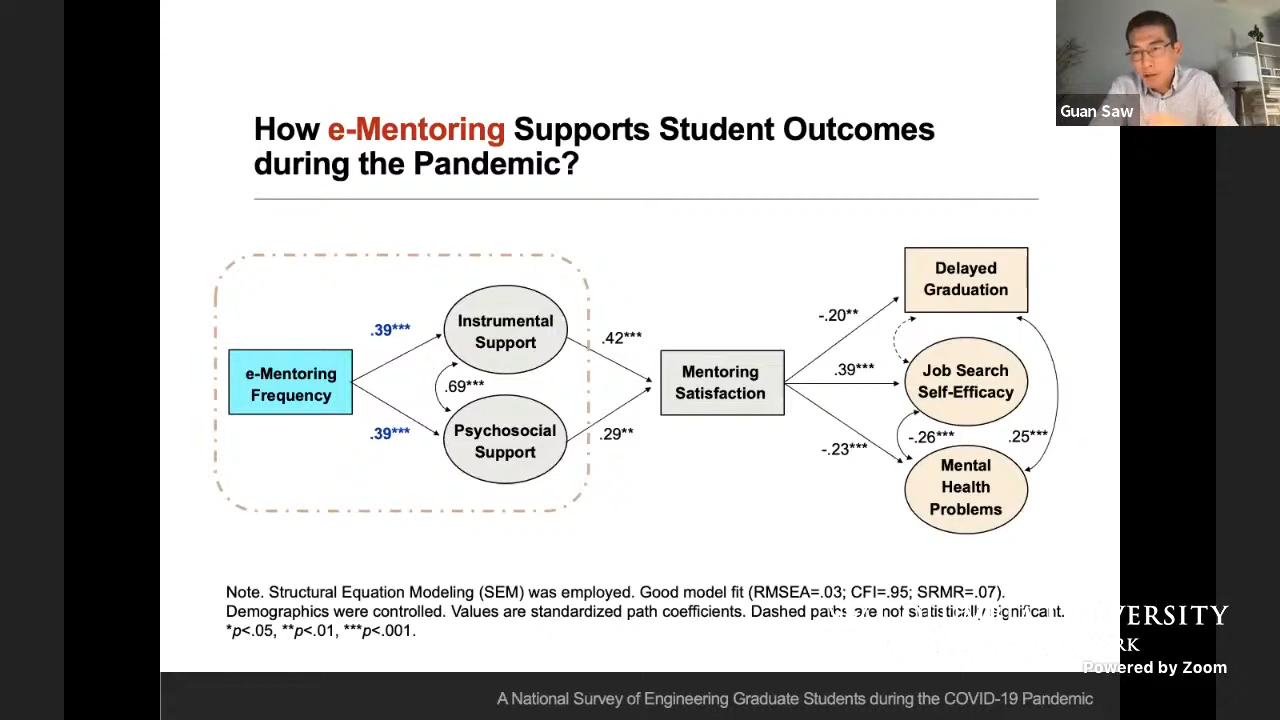 Guan Saw
How e-Mentoring Supports Student Outcomes
during the Pandemic?
e-Mentoring
Frequency
.39***
.39***
Instrumental
Support
.69***
Psychosocial
Support
.42***
.29**
Mentoring
Satisfaction
-.20**
.39***
-.23***
Delayed
Graduation
Job Search
Self-Efficacy
-.26***
.25***
Mental
Health
Problems
Note. Structural Equation Modeling (SEM) was employed. Good model fit (RMSEA=.03; CFI=.95; SRMR=.07).
Demographics were controlled. Values are standardized path coefficients. Dashed paths are not statistically significant.
*p<.05, **p<.01, ***p<.001.
Powered by Zoom
A National Survey of Engineering Graduate Students during the COVID-19 Pandemic